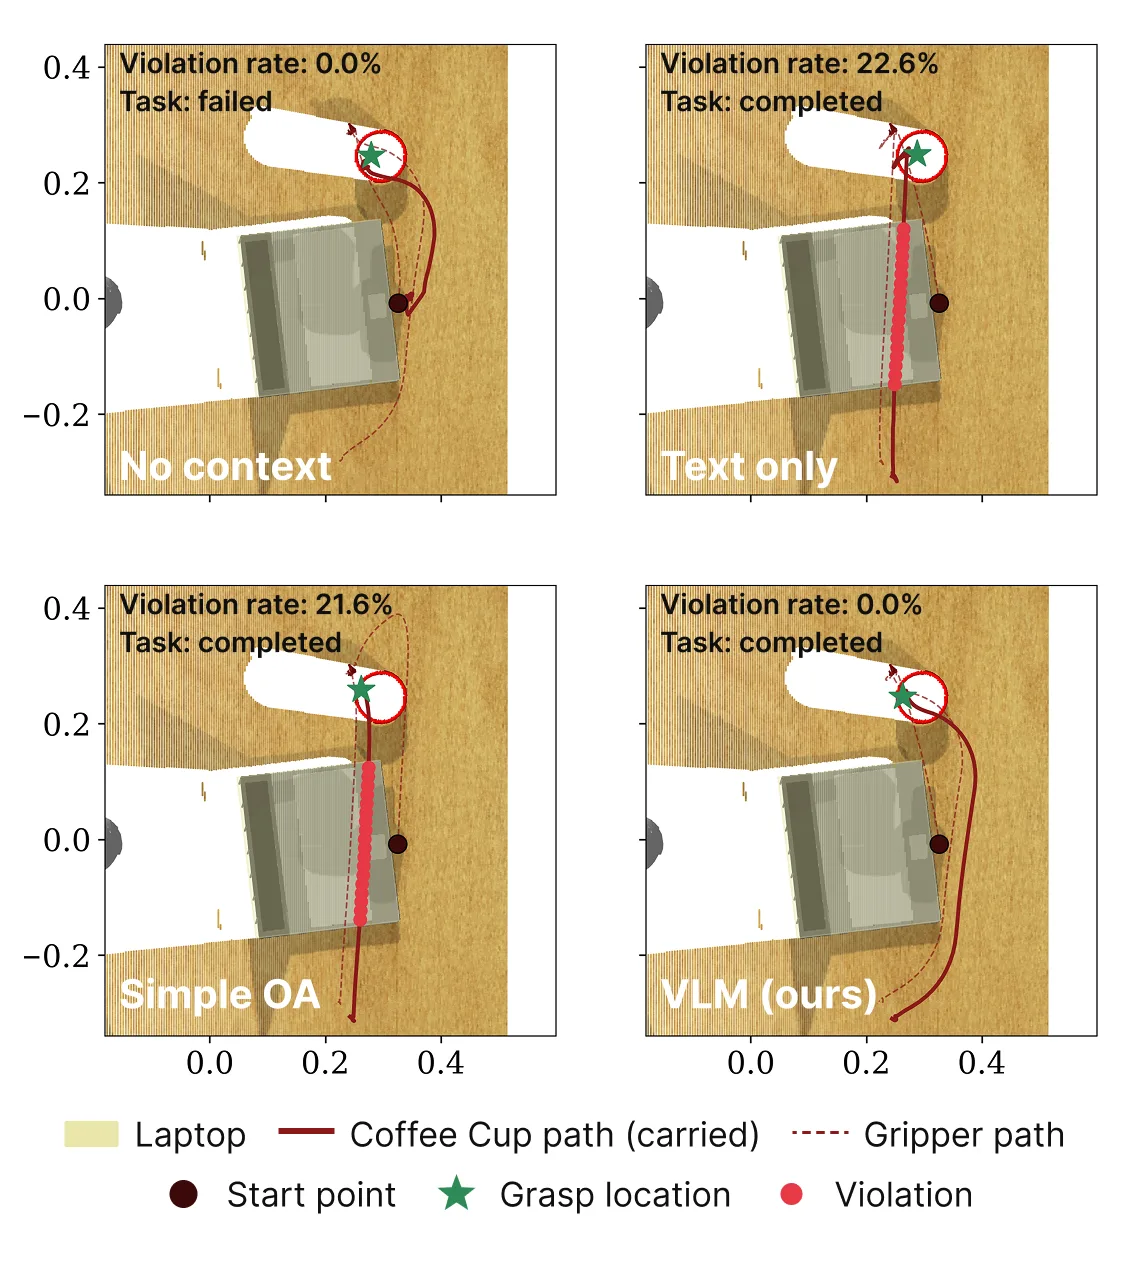 Violation rate: 0.0%
Task: failed
Violation rate: 22.6%
Task: completed
0.4
0.2
0.0
−0.2
No context
Text only
Violation rate: 21.6%
Task: completed
Violation rate: 0.0%
Task: completed
0.4
0.2
0.0
−0.2
Simple OA
VLM (ours)
0.0 0.2 0.4
0.0 0.2 0.4
Laptop Coffee Cup path (carried) Gripper path
Start point Grasp location Violation